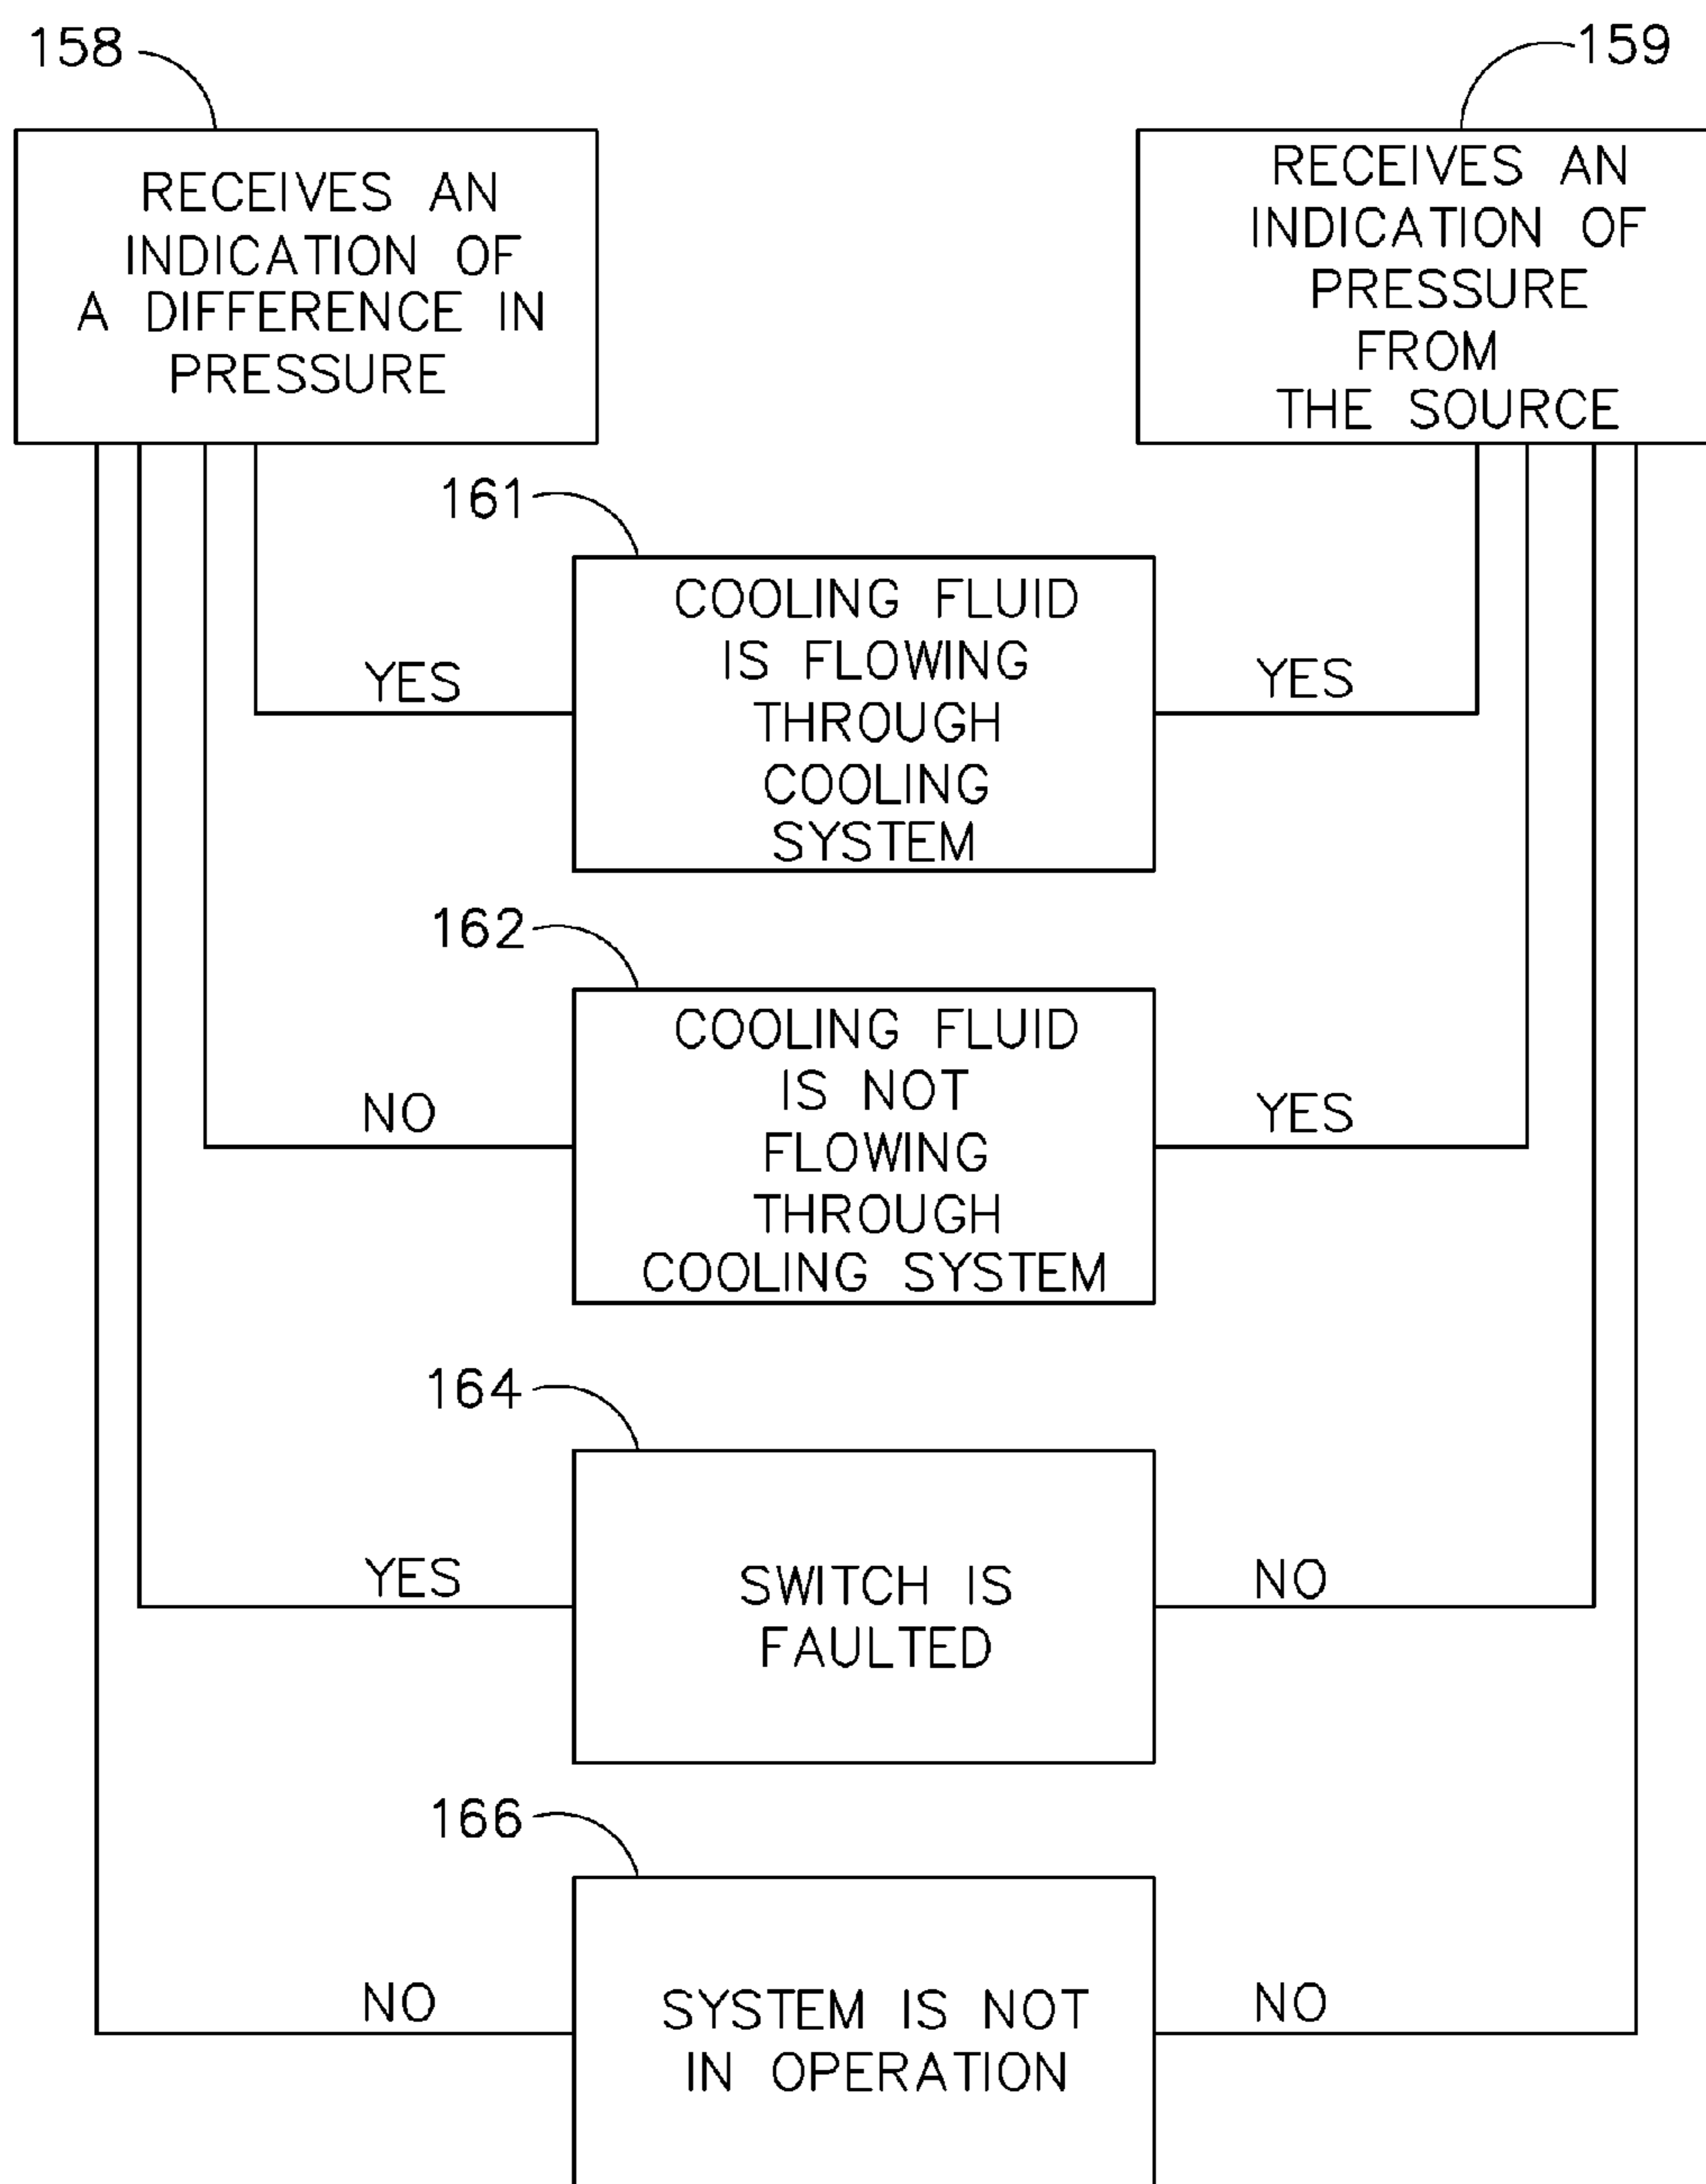 158
159
RECEIVES AN
INDICATION OF
A DIFFERENCE IN
PRESSURE
RECEIVES AN
INDICATION OF
PRESSURE
FROM
THE SOURCE
161
COOLING FLUID
IS FLOWING
THROUGH
COOLING
SYSTEM
YES
YES
162
COOLING FLUID
IS NOT
FLOWING
THROUGH
COOLING SYSTEM
NO
YES
164
SWITCH IS
FAULTED
YES
NO
166
SYSTEM IS NOT
IN OPERATION
NO
NO